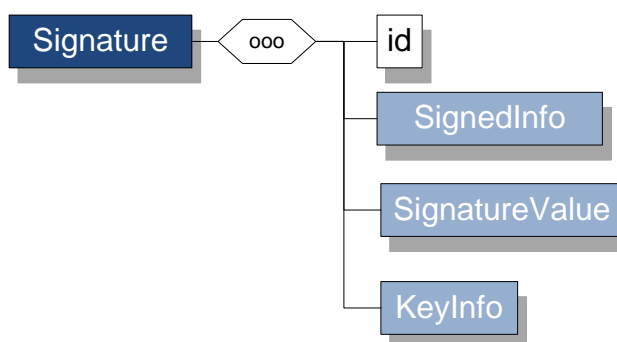 Signature
ooo
id
SignedInfo
SignatureValue
KeyInfo